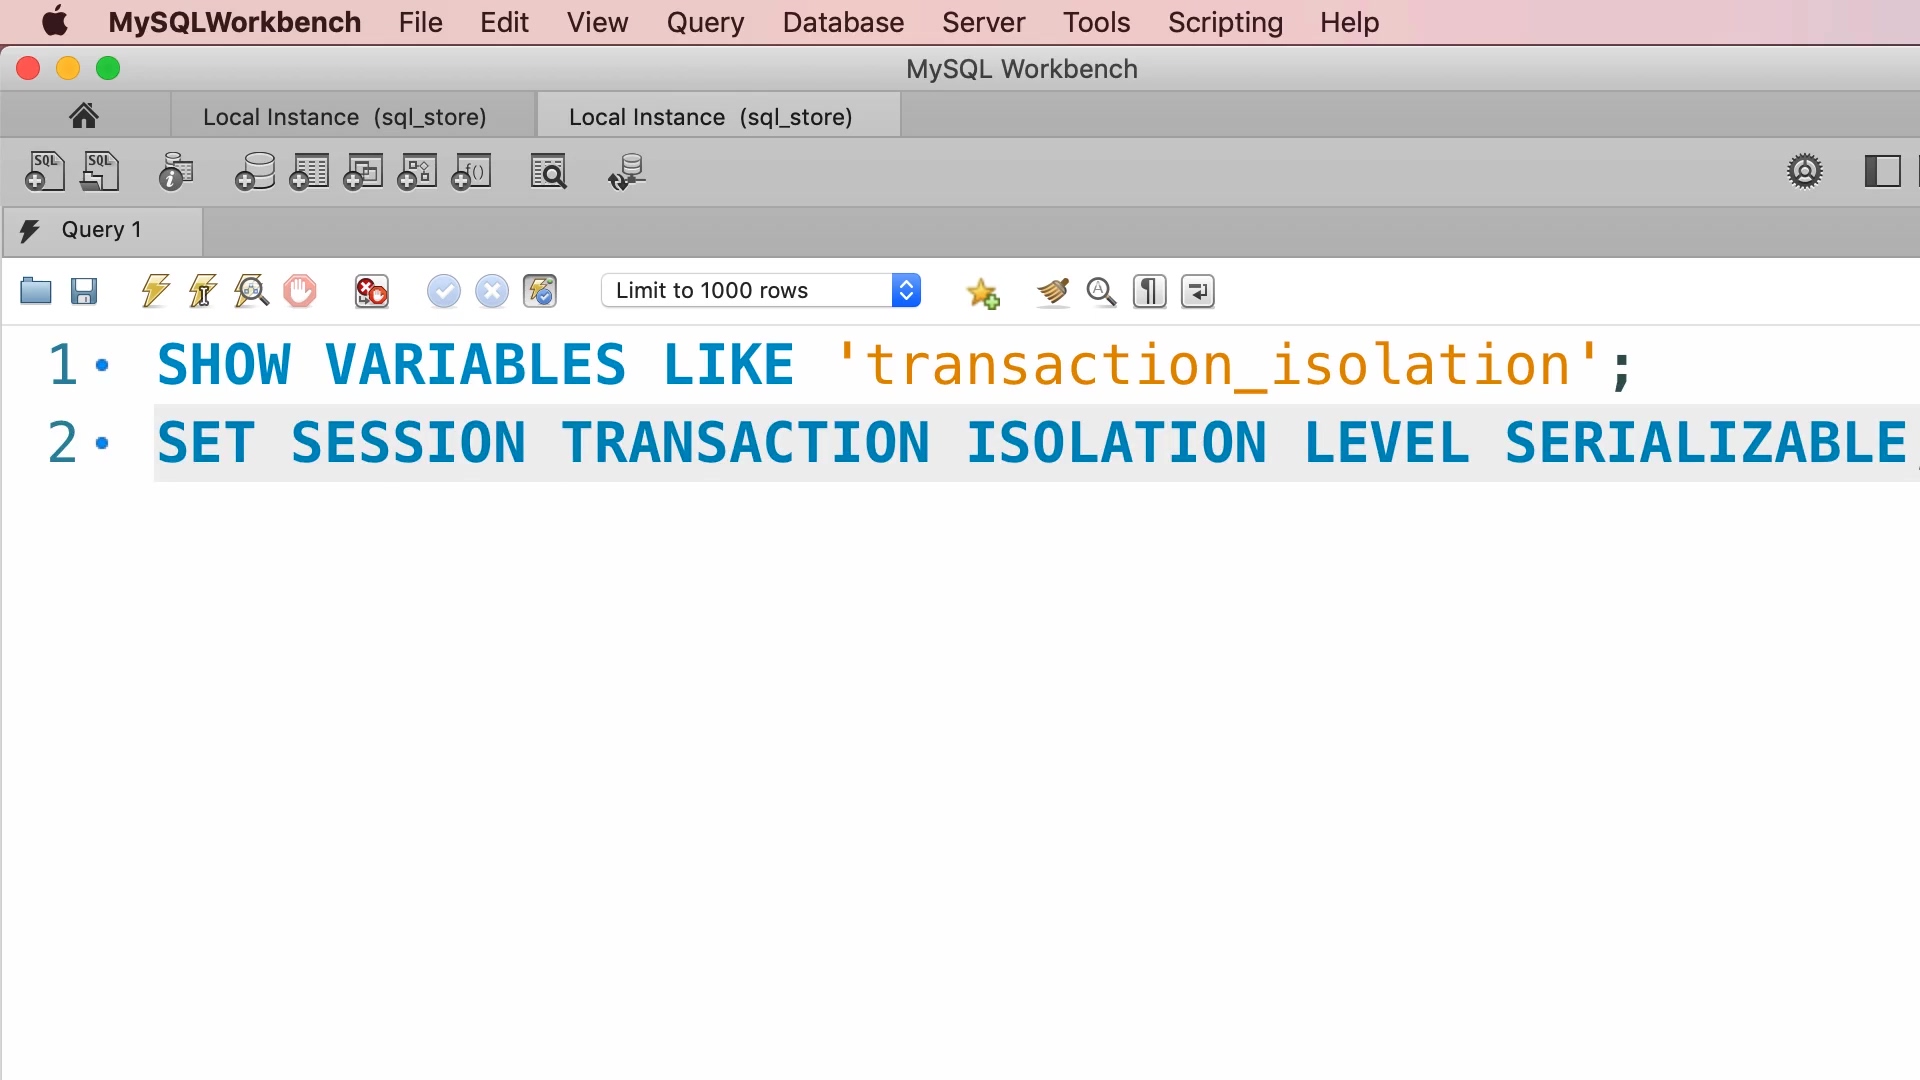 MySQLWorkbench File Edit View Query Database Server Tools Scripting Help
MySQL Workbench
Local Instance (sql_store) Local Instance (sql_store)
SQL SQL
Query 1
Limit to 1000 rows
1 SHOW VARIABLES LIKE 'transaction_isolation';
2 SET SESSION TRANSACTION ISOLATION LEVEL SERIALIZABLE